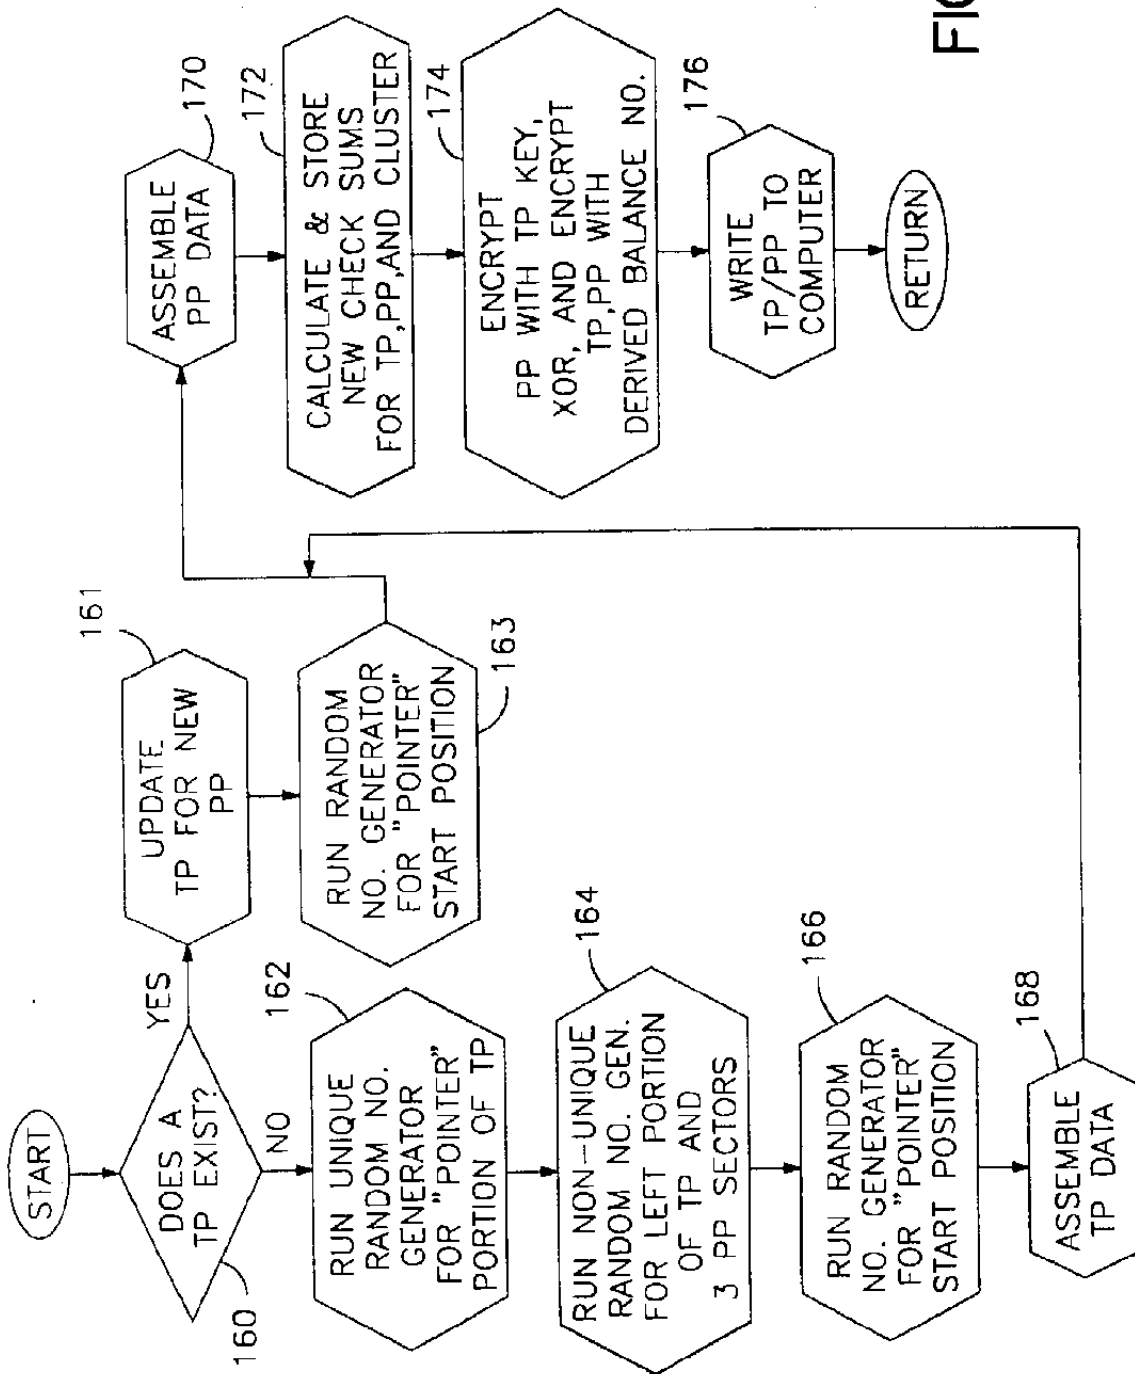 START
DOES A
TP EXIST?
160
YES
NO
UPDATE
TP FOR NEW
PP
161
RUN RANDOM
NO. GENERATOR
FOR "POINTER"
START POSITION
163
RUN UNIQUE
RANDOM NO.
GENERATOR
FOR "POINTER"
PORTION OF TP
162
RUN NON-UNIQUE
RANDOM NO. GEN.
FOR LEFT PORTION
OF TP AND
3 PP SECTORS
164
RUN RANDOM
NO. GENERATOR
FOR "POINTER"
START POSITION
166
ASSEMBLE
TP DATA
168
ASSEMBLE
PP DATA
170
CALCULATE & STORE
NEW CHECK SUMS
FOR TP,PP,AND CLUSTER
172
ENCRYPT
PP WITH TP KEY,
XOR, AND ENCRYPT
TP,PP WITH
DERIVED BALANCE NO.
174
WRITE
TP/PP TO
COMPUTER
176
RETURN